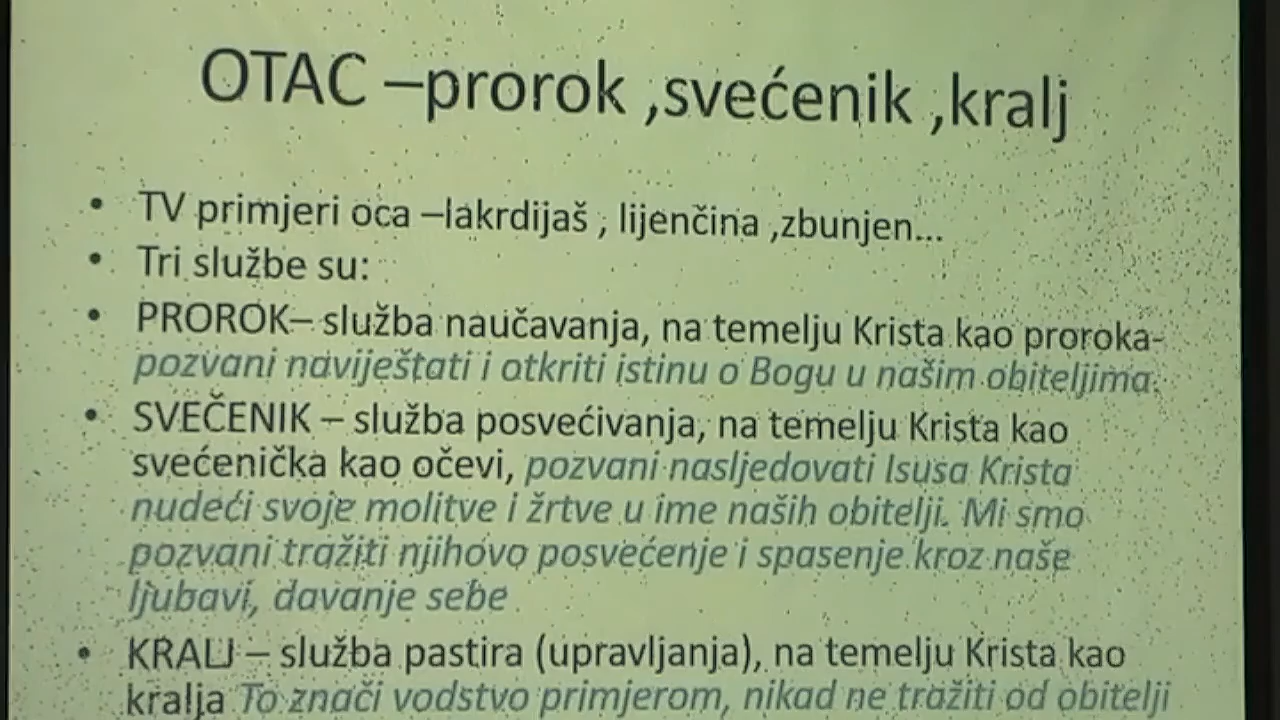 OTAC –prorok ,svećenik ,kralj
• TV primjeri oca –lakrdijaš , lijenčina ,zbunjen...
• Tri službe su:
• PROROK– služba naučavanja, na temelju Krista kao proroka-
pozvani naviještati i otkriti istinu o Bogu u našim obiteljima.
• SVEČENIK – služba posvećivanja, na temelju Krista kao
svećenička kao očevi, pozvani nasljedovati Isusa Krista
nudeći svoje molitve i žrtve u ime naših obitelji. Mi smo
pozvani tražiti njihovo posvećenje i spasenje kroz naše
ljubavi, davanje sebe
• KRALJ – služba pastira (upravljanja), na temelju Krista kao
kralja To znači vodstvo primjerom, nikad ne tražiti od obitelji